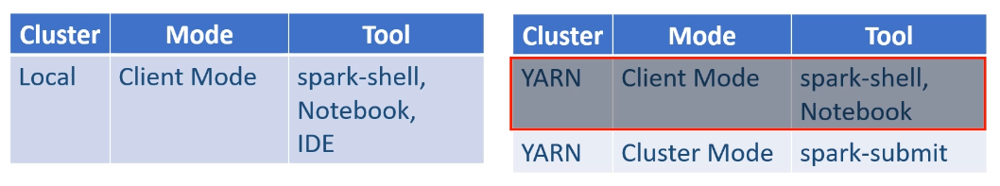 Cluster Mode Tool
Local Client Mode spark-shell,
Notebook,
IDE
Cluster Mode Tool
YARN Client Mode spark-shell,
Notebook
YARN Cluster Mode spark-submit